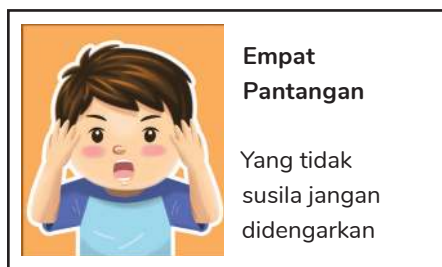 Empat
Pantangan
Yang tidak
susila jangan
didengarkan